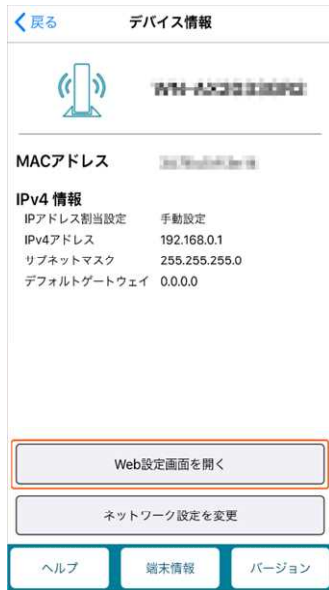 戻る
デバイス情報
MACアドレス
IPv4 情報
IPアドレス割当設定 手動設定
IPv4アドレス 192.168.0.1
サブネットマスク 255.255.255.0
デフォルトゲートウェイ 0.0.0.0
Web設定画面を開く
ネットワーク設定を変更
ヘルプ
端末情報
バージョン